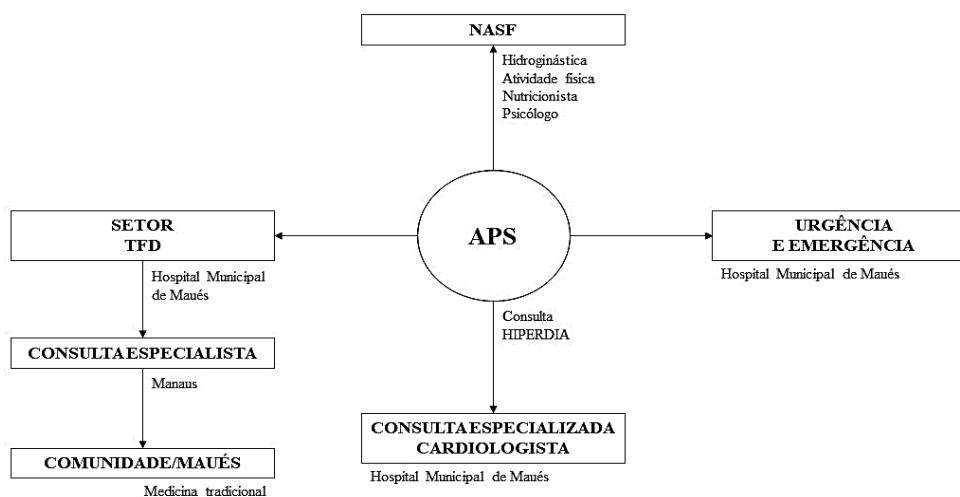 NASF
Hidroginástica
Atividade física
Nutricionista
Psicólogo
SETOR
TFD
APS
URGÊNCIA
E EMERGÊNCIA
Hospital Municipal
de Maués
Hospital Municipal de Maués
Consulta
HIPERDIA
CONSULTA ESPECIALISTA
Manaus
CONSULTA ESPECIALIZADA
CARDIOLOGISTA
COMUNIDADE/MAUÉS
Hospital Municipal de Maués
Medicina tradicional